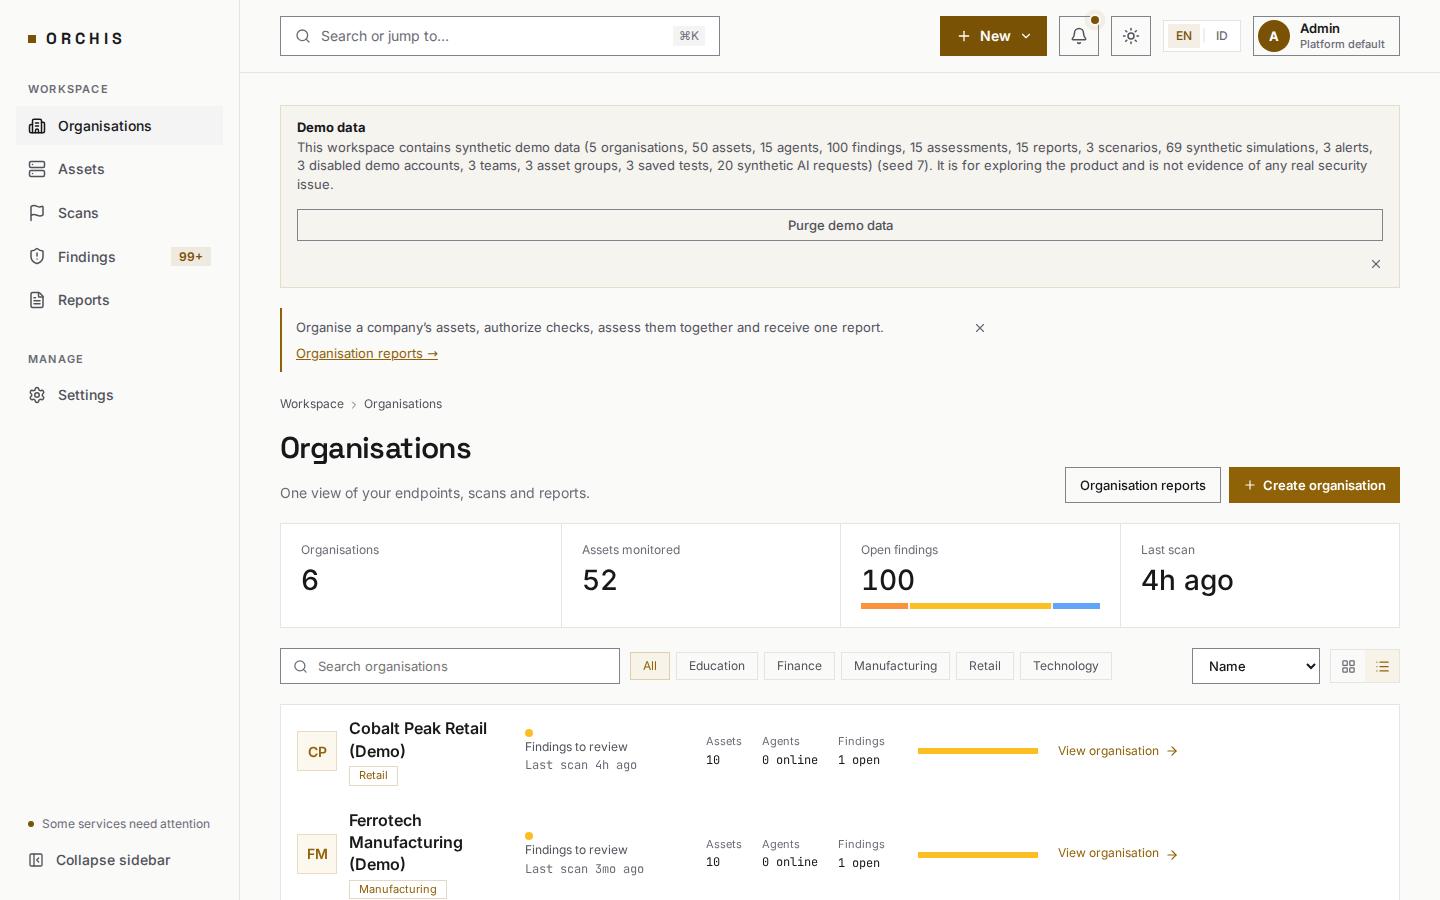 ORCHIS
Search or jump to...
⌘K
New
EN
ID
A
Admin
Platform default
WORKSPACE
Organisations
Assets
Scans
Findings
99+
Reports
MANAGE
Settings
Some services need attention
Collapse sidebar
Demo data
This workspace contains synthetic demo data (5 organisations, 50 assets, 15 agents, 100 findings, 15 assessments, 15 reports, 3 scenarios, 69 synthetic simulations, 3 alerts,
3 disabled demo accounts, 3 teams, 3 asset groups, 3 saved tests, 20 synthetic AI requests) (seed 7). It is for exploring the product and is not evidence of any real security
issue.
Purge demo data
Organise a company’s assets, authorize checks, assess them together and receive one report.
Organisation reports →
Workspace › Organisations
Organisations
One view of your endpoints, scans and reports.
Organisation reports
+ Create organisation
Organisations
6
Assets monitored
52
Open findings
100
Last scan
4h ago
Search organisations
All
Education
Finance
Manufacturing
Retail
Technology
Name
CP
Cobalt Peak Retail
(Demo)
Retail
Findings to review
Last scan 4h ago
Assets
10
Agents
0 online
Findings
1 open
View organisation →
FM
Ferrotech
Manufacturing
(Demo)
Manufacturing
Findings to review
Last scan 3mo ago
Assets
10
Agents
0 online
Findings
1 open
View organisation →